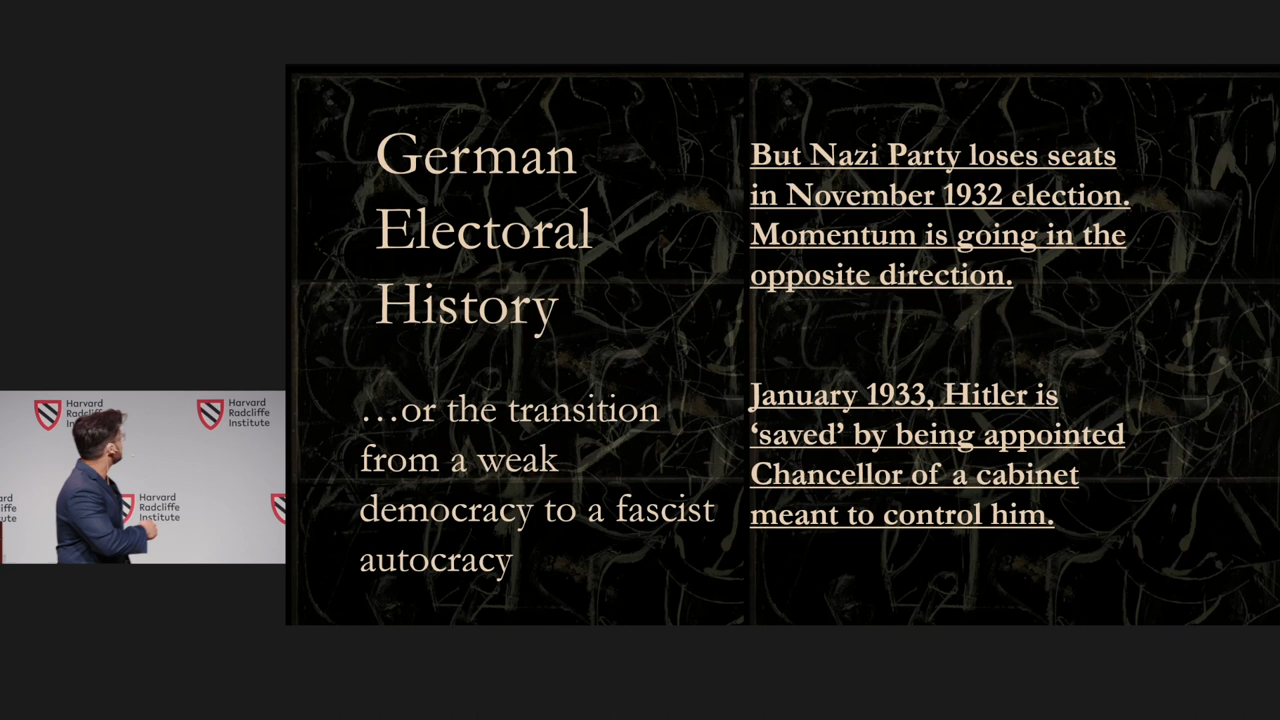 German
Electoral
History
…or the transition
from a weak
democracy to a fascist
autocracy
But Nazi Party loses seats
in November 1932 election.
Momentum is going in the
opposite direction.
January 1933, Hitler is
‘saved’ by being appointed
Chancellor of a cabinet
meant to control him.
Harvard
Radcliffe
Harvard
Radcliffe
Institute
Harvard
Radcliffe
Institute